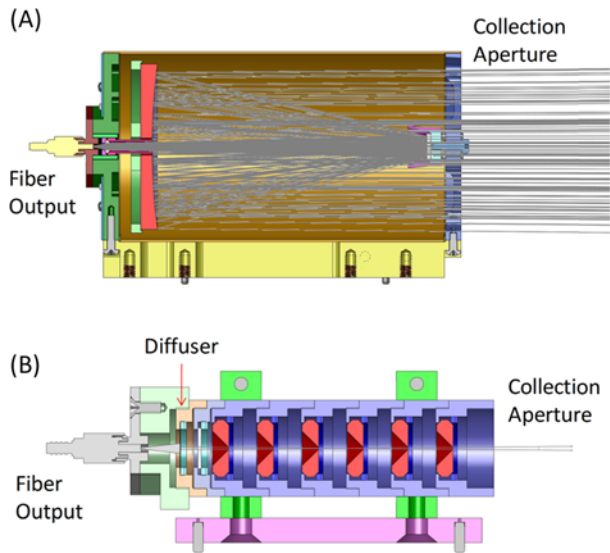 (A)
Collection
Aperture
Fiber
Output
(B)
Diffuser
Collection
Aperture
Fiber
Output